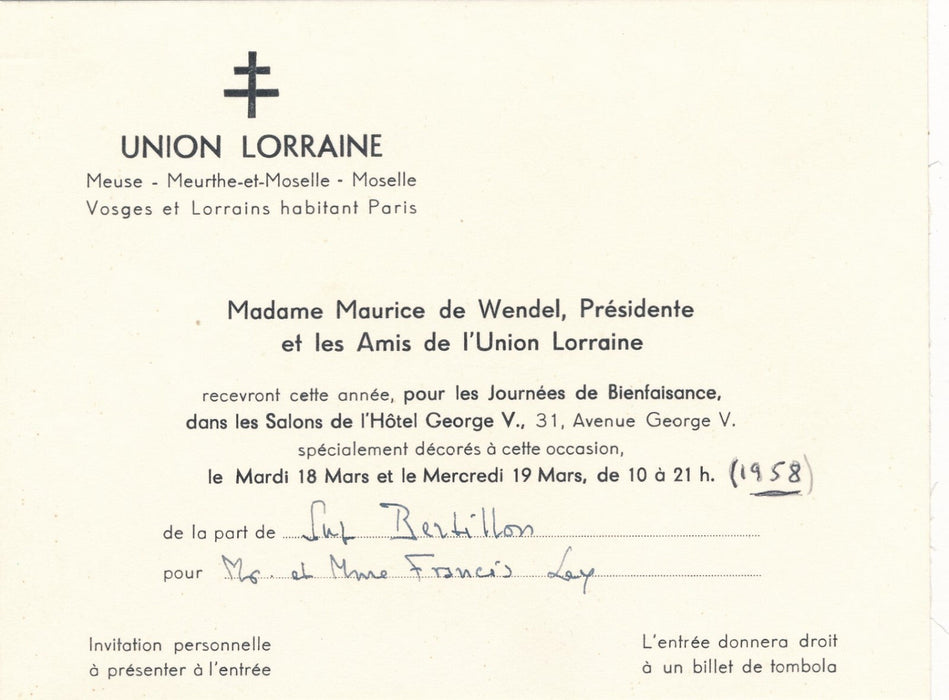 UNION LORRAINE
Meuse - Meurthe-et-Moselle - Moselle
Vosges et Lorrains habitant Paris
Madame Maurice de Wendel, Présidente
et les Amis de l'Union Lorraine
recevront cette année, pour les Journées de Bienfaisance,
dans les Salons de l'Hôtel George V., 31, Avenue George V.
spécialement décorés à cette occasion,
le Mardi 18 Mars et le Mercredi 19 Mars, de 10 à 21 h. (1958)
de la part de Bertillon
pour Mr. et Mme Francis Ley
Invitation personnelle
à présenter à l'entrée
L'entrée donnera droit
à un billet de tombola